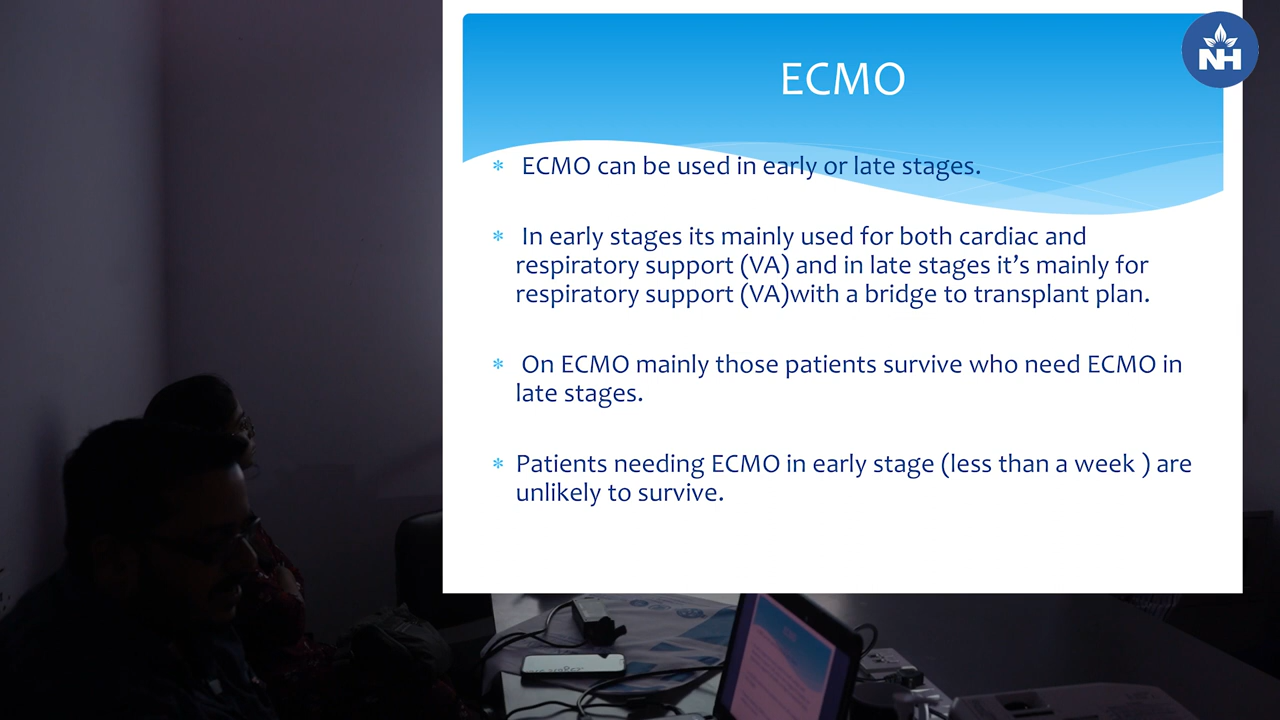 ECMO
NH
* ECMO can be used in early or late stages.
* In early stages its mainly used for both cardiac and
respiratory support (VA) and in late stages it’s mainly for
respiratory support (VA)with a bridge to transplant plan.
* On ECMO mainly those patients survive who need ECMO in
late stages.
* Patients needing ECMO in early stage (less than a week ) are
unlikely to survive.
ECMO